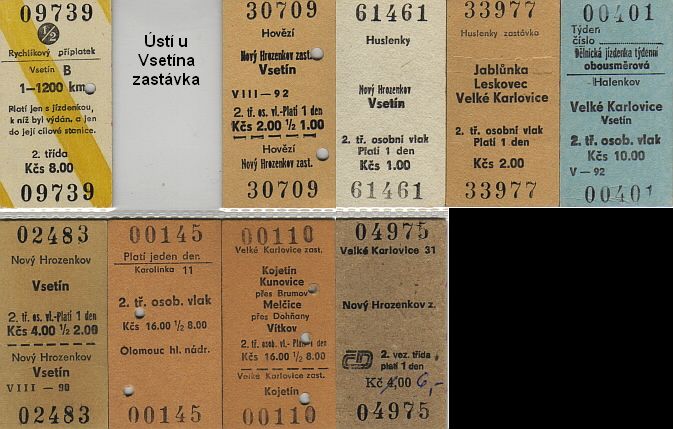 09739
1/2
Rychlíkový příplatek
Vsetín B
1–1200 km
Platí jen s jízdenkou,
k níž byl vydán, a jen
do její cílové stanice.
2. třída
Kčs 8.00
09739
Ústí u
Vsetína
zastávka
30709
Hovězí
Nový Hrozenkov zast.
Vsetín
VIII—92
2. tř. os. vl.-Platí 1 den
Kčs 2.00 1/2 1.00
Hovězí
Nový Hrozenkov zast.
30709
61461
Huslenky
Nový Hrozenkov
Vsetín
2. tř. osobní vlak
Platí 1 den
Kčs 1.00
61461
33977
Huslenky zastávka
Jablůnka
Leskovec
Velké Karlovice
2. tř. osobní vlak
Platí 1 den
Kčs 2.00
33977
00401
Týden
číslo
Dělnická jízdenka týdenní
obousměrová
Halenkov
Velké Karlovice
Vsetín
2. tř. osob. vlak
Kčs 10.00
V—92
00401
02483
Nový Hrozenkov
Vsetín
2. tř. os. vl.-Platí 1 den
Kčs 4.00 1/2 2.00
Nový Hrozenkov
Vsetín
VIII—90
02483
00145
Platí jeden den
Karolinka 11
2. tř. osob. vlak
Kčs 16.00 1/2 8.00
Olomouc hl. nádr.
00145
00110
Velké Karlovice zast.
Kojetín
Kunovice
přes Brumov
Melčice
přes Dohňany
Vítkov
2. tř. osob. vl.-Platí 1 den
Kčs 16.00 1/2 8.00
Velké Karlovice zast.
Kojetín
00110
04975
Velké Karlovice 31
Nový Hrozenkov z.
ČD 2. voz. třída
platí 1 den
Kč 4,00 6,-
04975